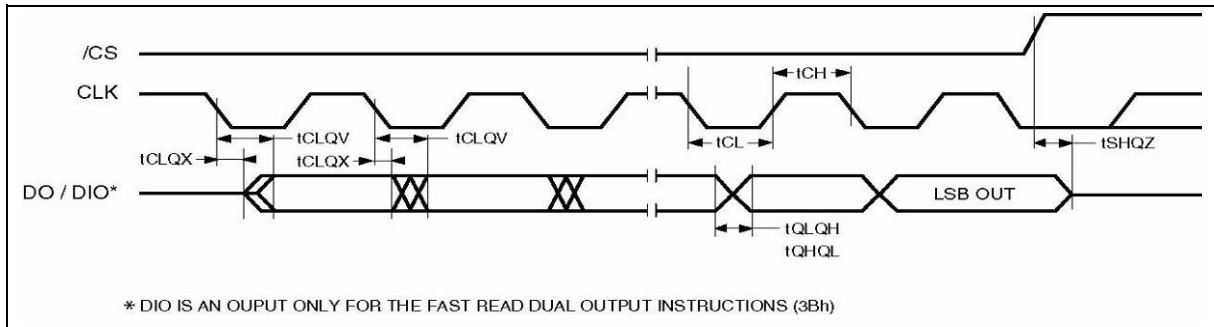 /CS
tCH
CLK
tCLQV
tCLQV
tCL
tSHQZ
tCLQX
tCLQX
DO / DIO*
LSB OUT
tQLQH
tQHQL
* DIO IS AN OUPUT ONLY FOR THE FAST READ DUAL OUTPUT INSTRUCTIONS (3Bh)